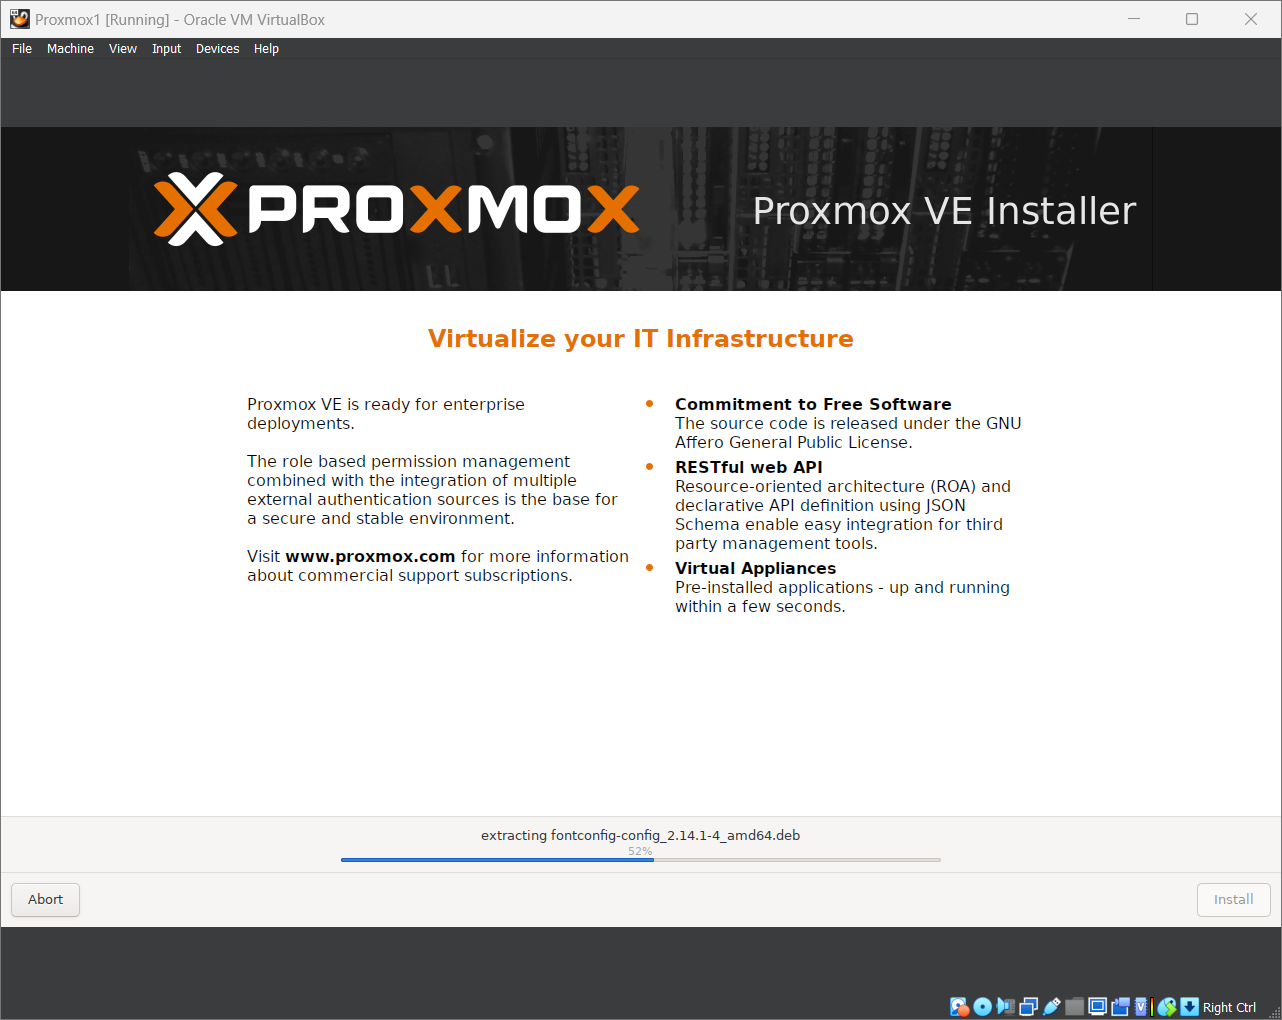 Proxmox1 [Running] - Oracle VM VirtualBox
File Machine View Input Devices Help
PROXMOX
Proxmox VE Installer
Virtualize your IT Infrastructure
Proxmox VE is ready for enterprise
deployments.
The role based permission management
combined with the integration of multiple
external authentication sources is the base for
a secure and stable environment.
Visit www.proxmox.com for more information
about commercial support subscriptions.
Commitment to Free Software
The source code is released under the GNU
Affero General Public License.
RESTful web API
Resource-oriented architecture (ROA) and
declarative API definition using JSON
Schema enable easy integration for third
party management tools.
Virtual Appliances
Pre-installed applications - up and running
within a few seconds.
extracting fontconfig-config_2.14.1-4_amd64.deb
52%
Abort
Install
Right Ctrl